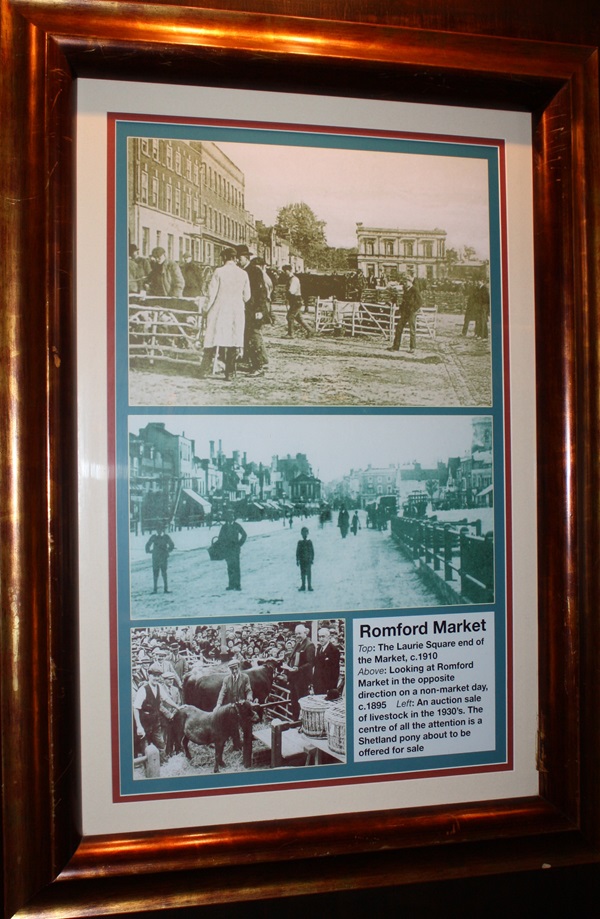 Romford Market
Top: The Laurie Square end of
the Market, c.1910
Above: Looking at Romford
Market in the opposite
direction on a non-market day,
c.1895 Left: An auction sale
of livestock in the 1930's. The
centre of all the attention is a
Shetland pony about to be
offered for sale